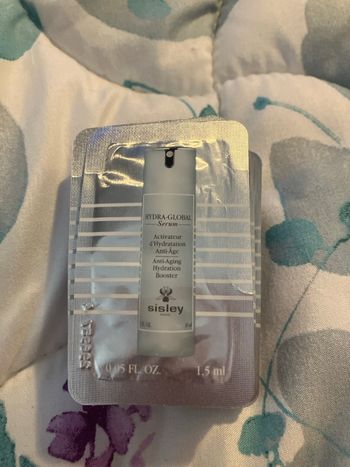 HYDRA-GLOBAL
Serum
Activateur
d'Hydratation
Anti-Âge
Anti-Aging
Hydration
Booster
sisley
PARIS
0.05 FL. OZ. 1.5 ml